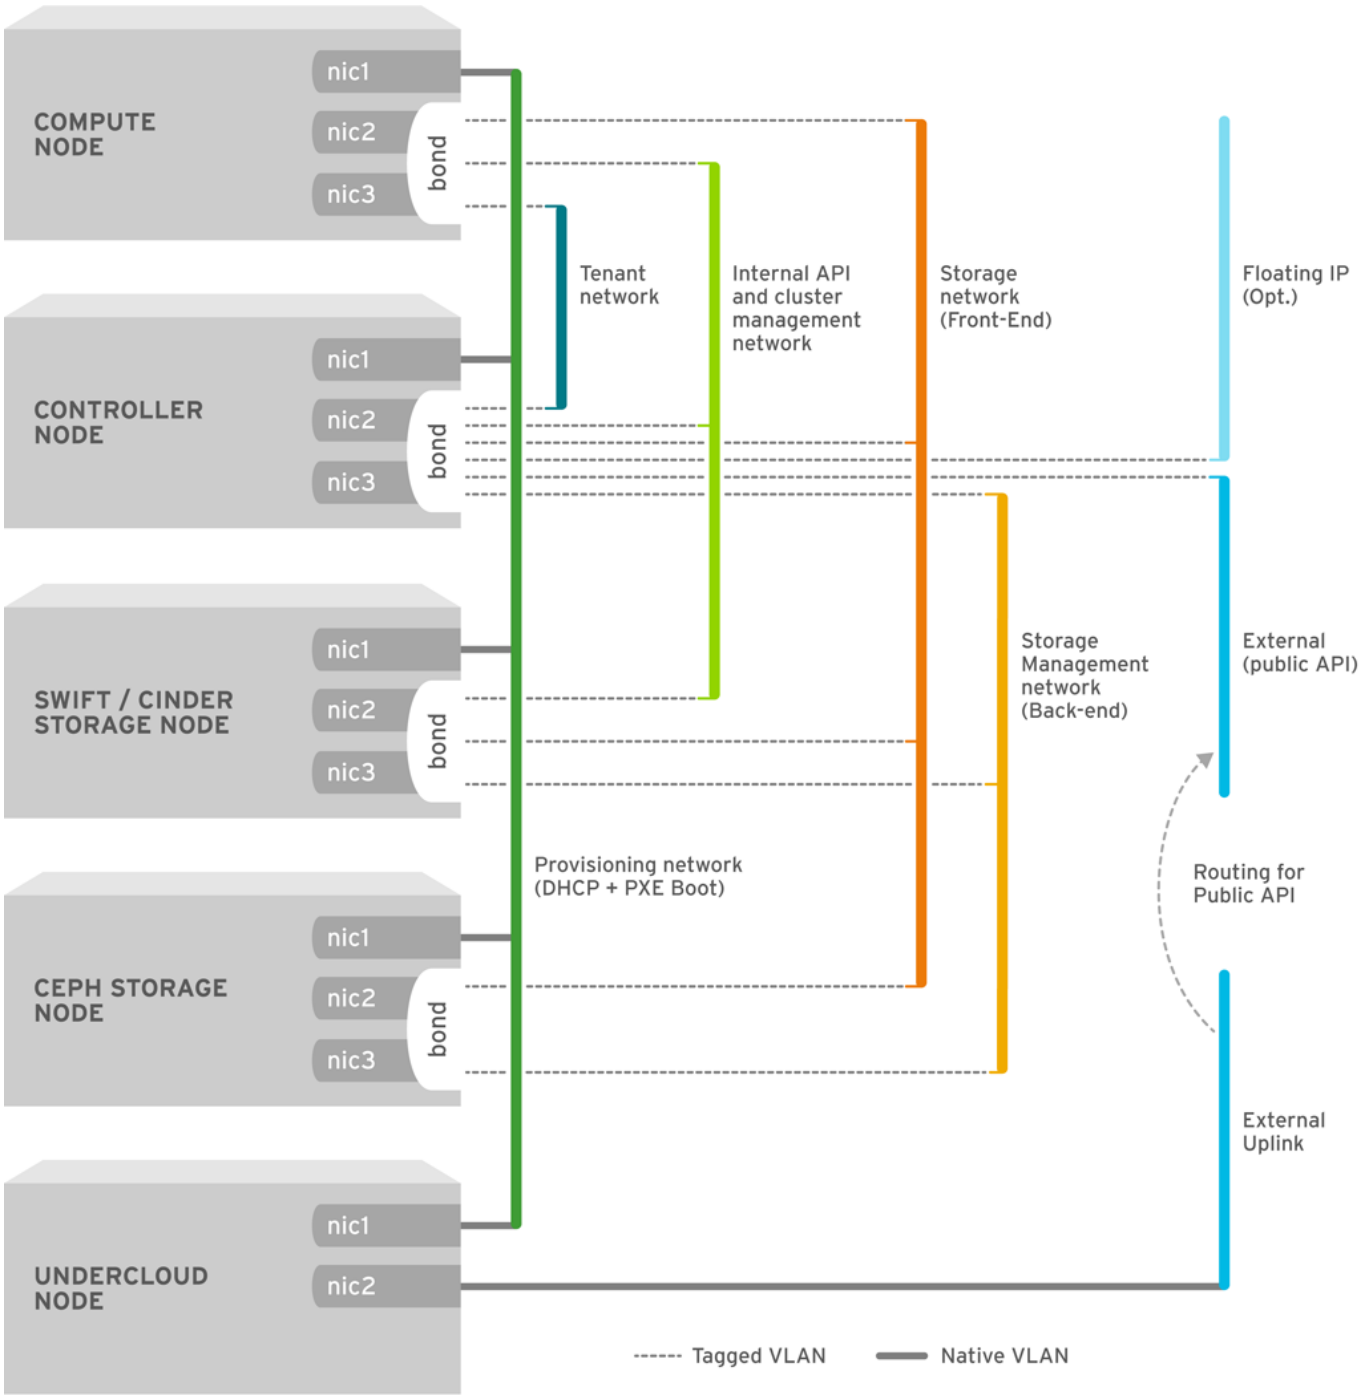 COMPUTE
NODE
nic1
nic2
nic3
bond
CONTROLLER
NODE
nic1
nic2
nic3
bond
SWIFT / CINDER
STORAGE NODE
nic1
nic2
nic3
bond
CEPH STORAGE
NODE
nic1
nic2
nic3
bond
UNDERCLOUD
NODE
nic1
nic2
Tenant
network
Internal API
and cluster
management
network
Storage
network
(Front-End)
Floating IP
(Opt.)
Storage
Management
network
(Back-end)
External
(public API)
Provisioning network
(DHCP + PXE Boot)
Routing for
Public API
External
Uplink
Tagged VLAN
Native VLAN